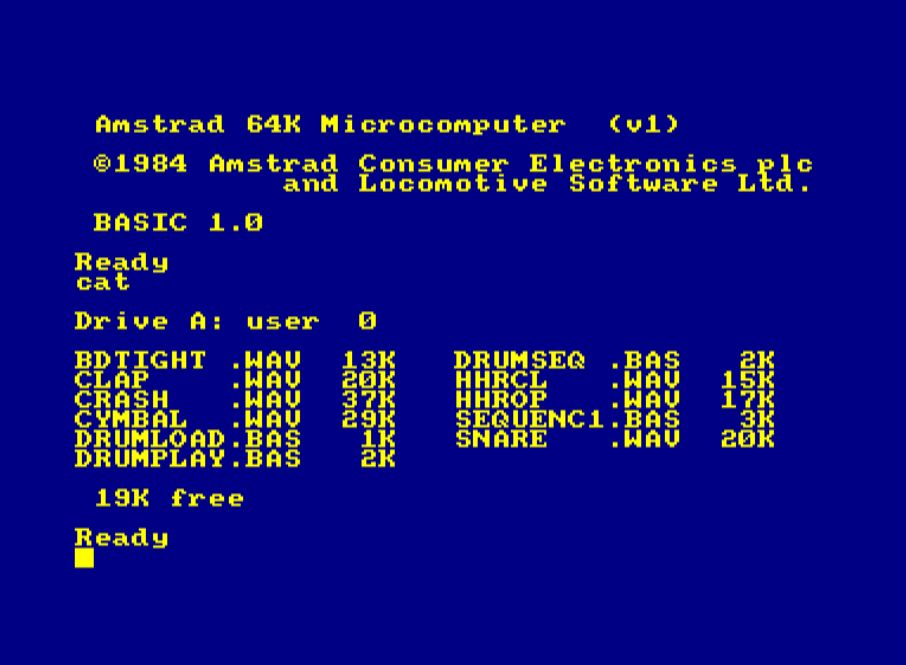 Amstrad 64K Microcomputer  (v1)
©1984 Amstrad Consumer Electronics plc
and Locomotive Software Ltd.
BASIC 1.0
Ready
cat
Drive A: user  0
BDTIGHT .WAV  13K   DRUMSEQ .BAS   2K
CLAP    .WAV  20K   HHRCL   .WAV  15K
CRASH   .WAV  37K   HHROP   .WAV  17K
CYMBAL  .WAV  29K   SEQUENC1.BAS   3K
DRUMLOAD.BAS   1K   SNARE   .WAV  20K
DRUMPLAY.BAS   2K
19K free
Ready